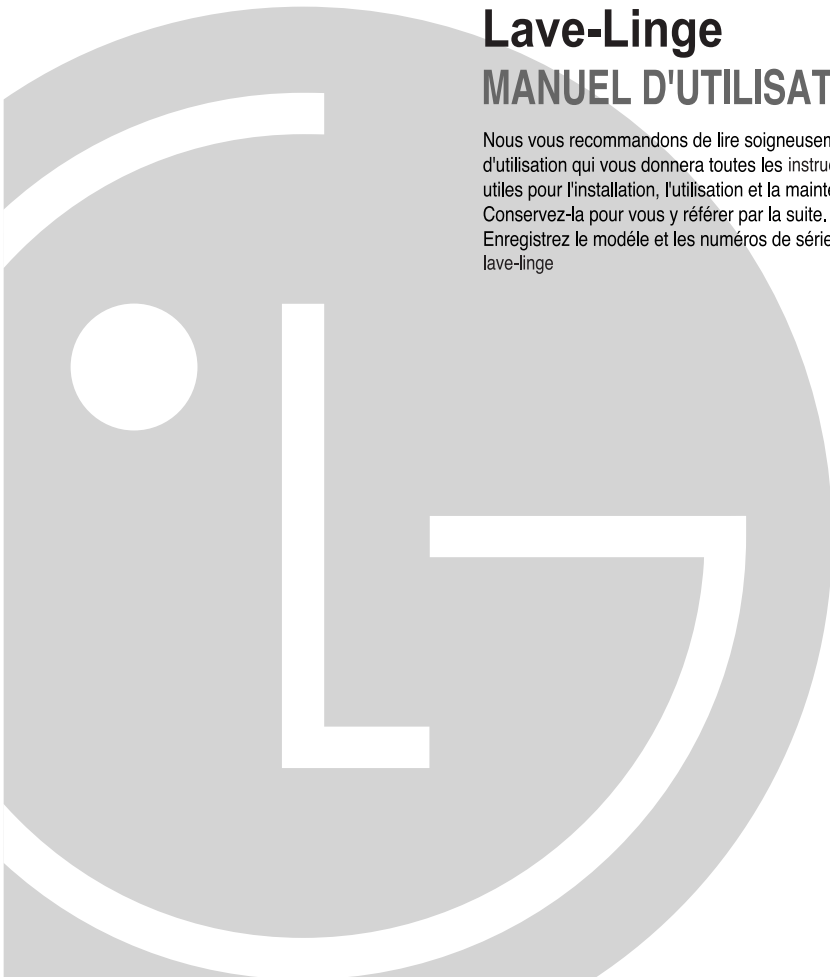 Lave-Linge
MANUEL D'UTILISAT
Nous vous recommandons de lire soigneusem
d'utilisation qui vous donnera toutes les instruc
utiles pour l'installation, l'utilisation et la mainte
Conservez-la pour vous y référer par la suite.
Enregistrez le modéle et les numéros de série
lave-linge
LG